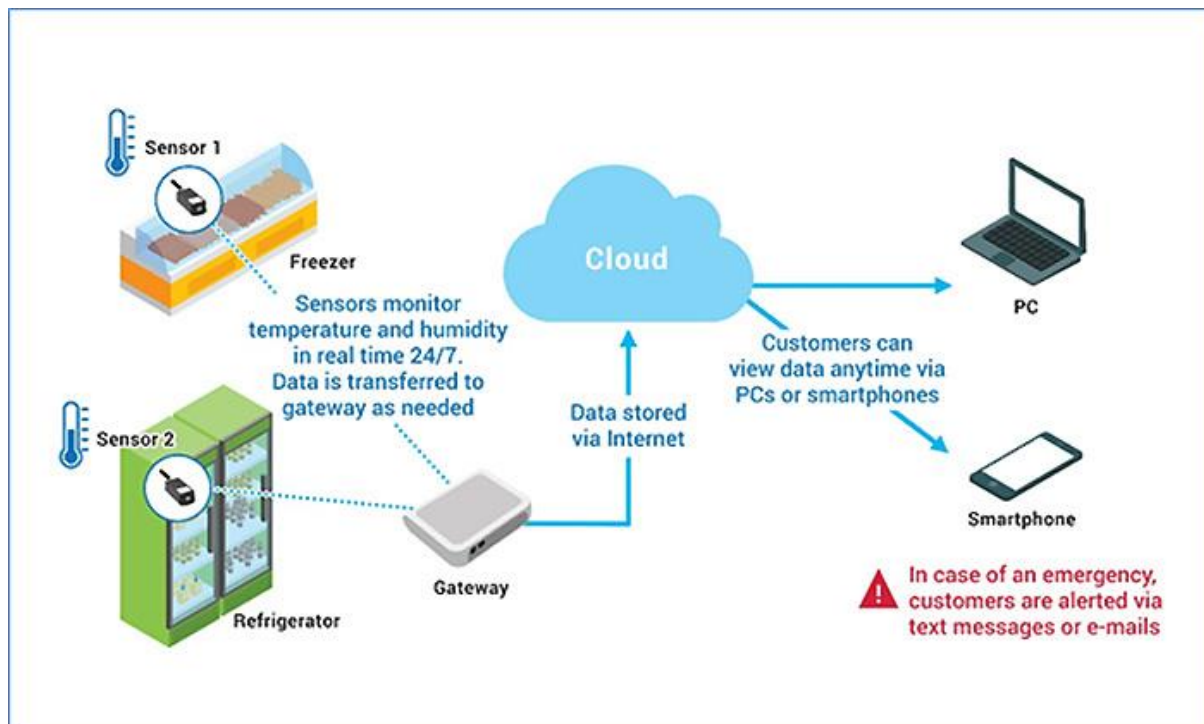 Sensor 1
Freezer
Sensors monitor
temperature and humidity
in real time 24/7.
Data is transferred to
gateway as needed
Sensor 2
Refrigerator
Gateway
Data stored
via Internet
Cloud
Customers can
view data anytime via
PCs or smartphones
PC
Smartphone
In case of an emergency,
customers are alerted via
text messages or e-mails